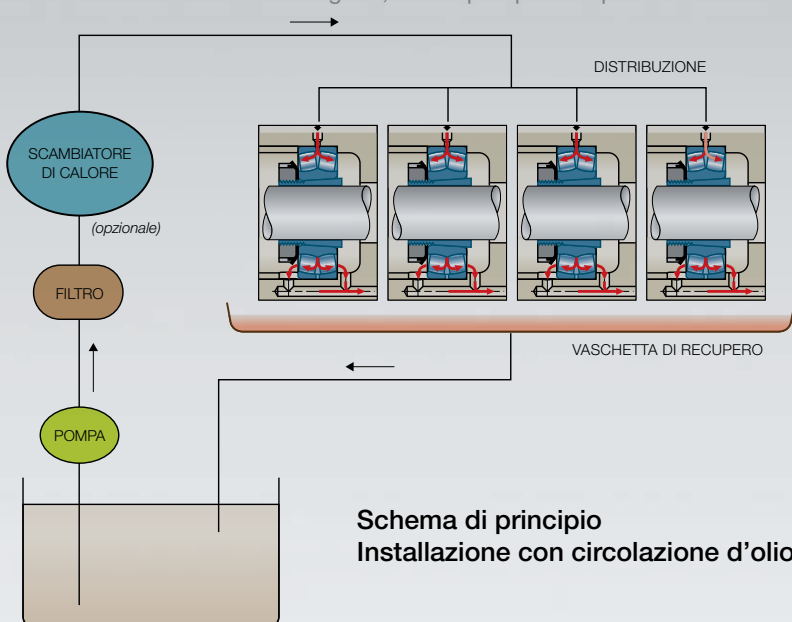 DISTRIBUZIONE
SCAMBIATORE
DI CALORE
(opzionale)
FILTRO
VASCHETTA DI RECUPERO
POMPA
Schema di principio
Installazione con circolazione d'olio